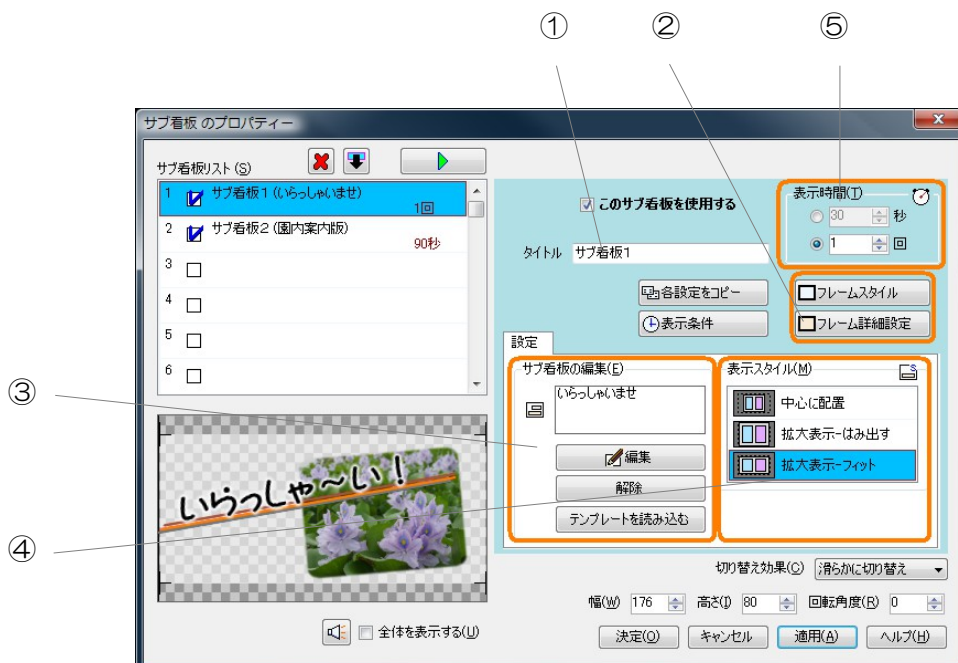 ① ② ⑤
サブ看板 のプロパティー
サブ看板リスト(S)
1 サブ看板1(いらっしゃいませ)
1回
2 サブ看板2(園内案内版)
90秒
3
4
5
6
このサブ看板を使用する
表示時間(T)
30 秒
1 回
タイトル サブ看板1
各設定をコピー
フレームスタイル
表示条件
フレーム詳細設定
設定
サブ看板の編集(E)
いらっしゃいませ
編集
解除
テンプレートを読み込む
表示スタイル(M)
S
中心に配置
拡大表示-はみ出す
拡大表示-フィット
③
いらっしゃ～い!
④
切り替え効果(C) 滑らかに切り替え
幅(W) 176 高さ(I) 80 回転角度(R) 0
全体を表示する(U)
決定(O) キャンセル 適用(A) ヘルプ(H)